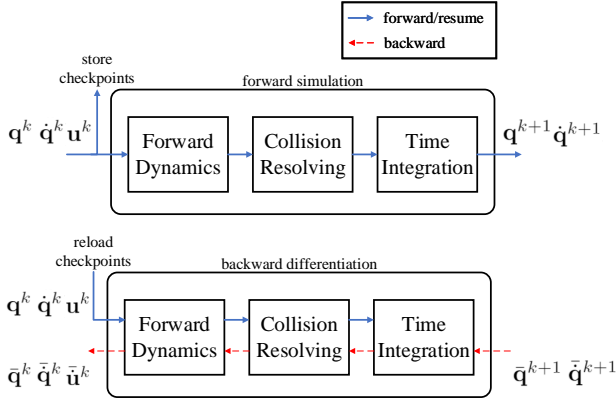 forward/resume
backward
store
checkpoints
forward simulation
q^k q̇^k u^k
Forward
Dynamics
Collision
Resolving
Time
Integration
q^{k+1} q̇^{k+1}
reload
checkpoints
backward differentiation
q^k q̇^k u^k
Forward
Dynamics
Collision
Resolving
Time
Integration
q̄^k q̄̇^k ū̇^k
q̄^{k+1} q̄̇^{k+1}